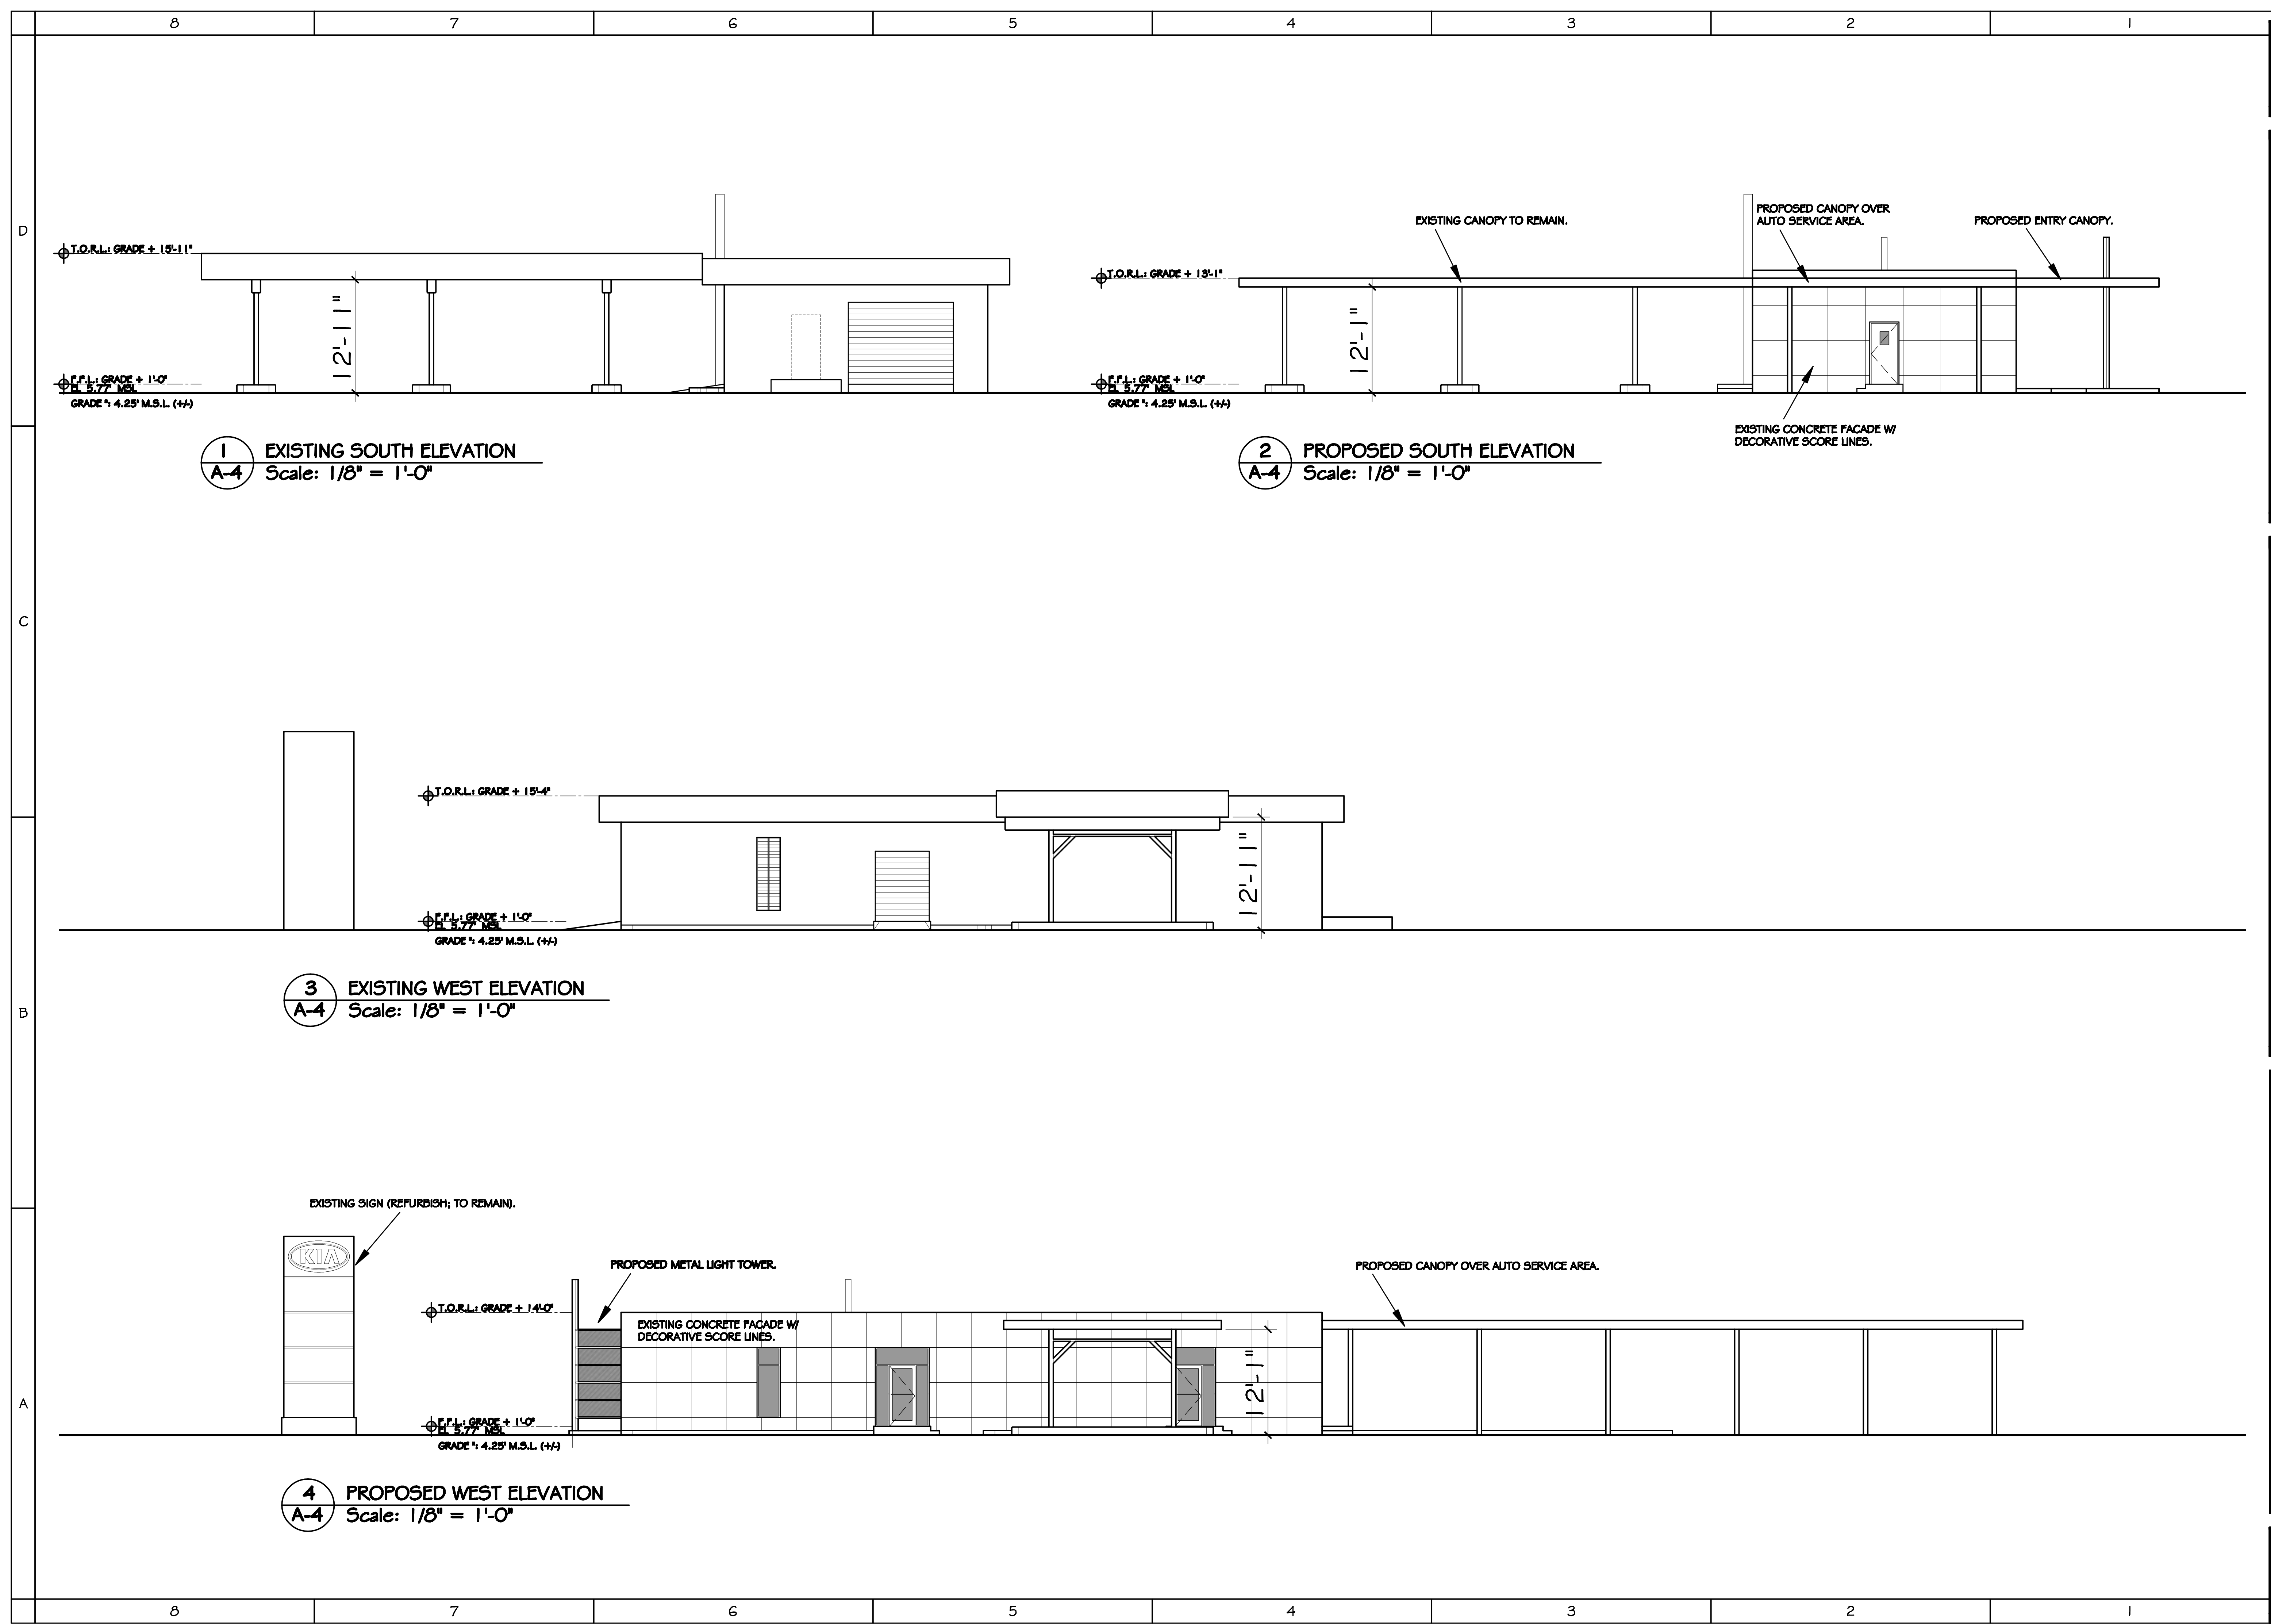 8 7 6 5 4 3 2 1
D
C
B
A
T.O.R.L.: GRADE + 15'-11"
12'-11"
F.F.L.: GRADE + 1'-0"
EL 5.77' MSL
GRADE ": 4.25' M.S.L. (+/-)
1
A-4
EXISTING SOUTH ELEVATION
Scale: 1/8" = 1'-0"
EXISTING CANOPY TO REMAIN.
PROPOSED CANOPY OVER
AUTO SERVICE AREA.
PROPOSED ENTRY CANOPY.
T.O.R.L.: GRADE + 13'-1"
12'-1"
F.F.L.: GRADE + 1'-0"
EL 5.77' MSL
GRADE ": 4.25' M.S.L. (+/-)
EXISTING CONCRETE FACADE W/
DECORATIVE SCORE LINES.
2
A-4
PROPOSED SOUTH ELEVATION
Scale: 1/8" = 1'-0"
T.O.R.L.: GRADE + 15'-4"
12'-11"
F.F.L.: GRADE + 1'-0"
EL 5.77' MSL
GRADE ": 4.25' M.S.L. (+/-)
3
A-4
EXISTING WEST ELEVATION
Scale: 1/8" = 1'-0"
EXISTING SIGN (REFURBISH; TO REMAIN).
KIA
PROPOSED METAL LIGHT TOWER.
PROPOSED CANOPY OVER AUTO SERVICE AREA.
T.O.R.L.: GRADE + 14'-0"
EXISTING CONCRETE FACADE W/
DECORATIVE SCORE LINES.
12'-1"
F.F.L.: GRADE + 1'-0"
EL 5.77' MSL
GRADE ": 4.25' M.S.L. (+/-)
4
A-4
PROPOSED WEST ELEVATION
Scale: 1/8" = 1'-0"
8 7 6 5 4 3 2 1